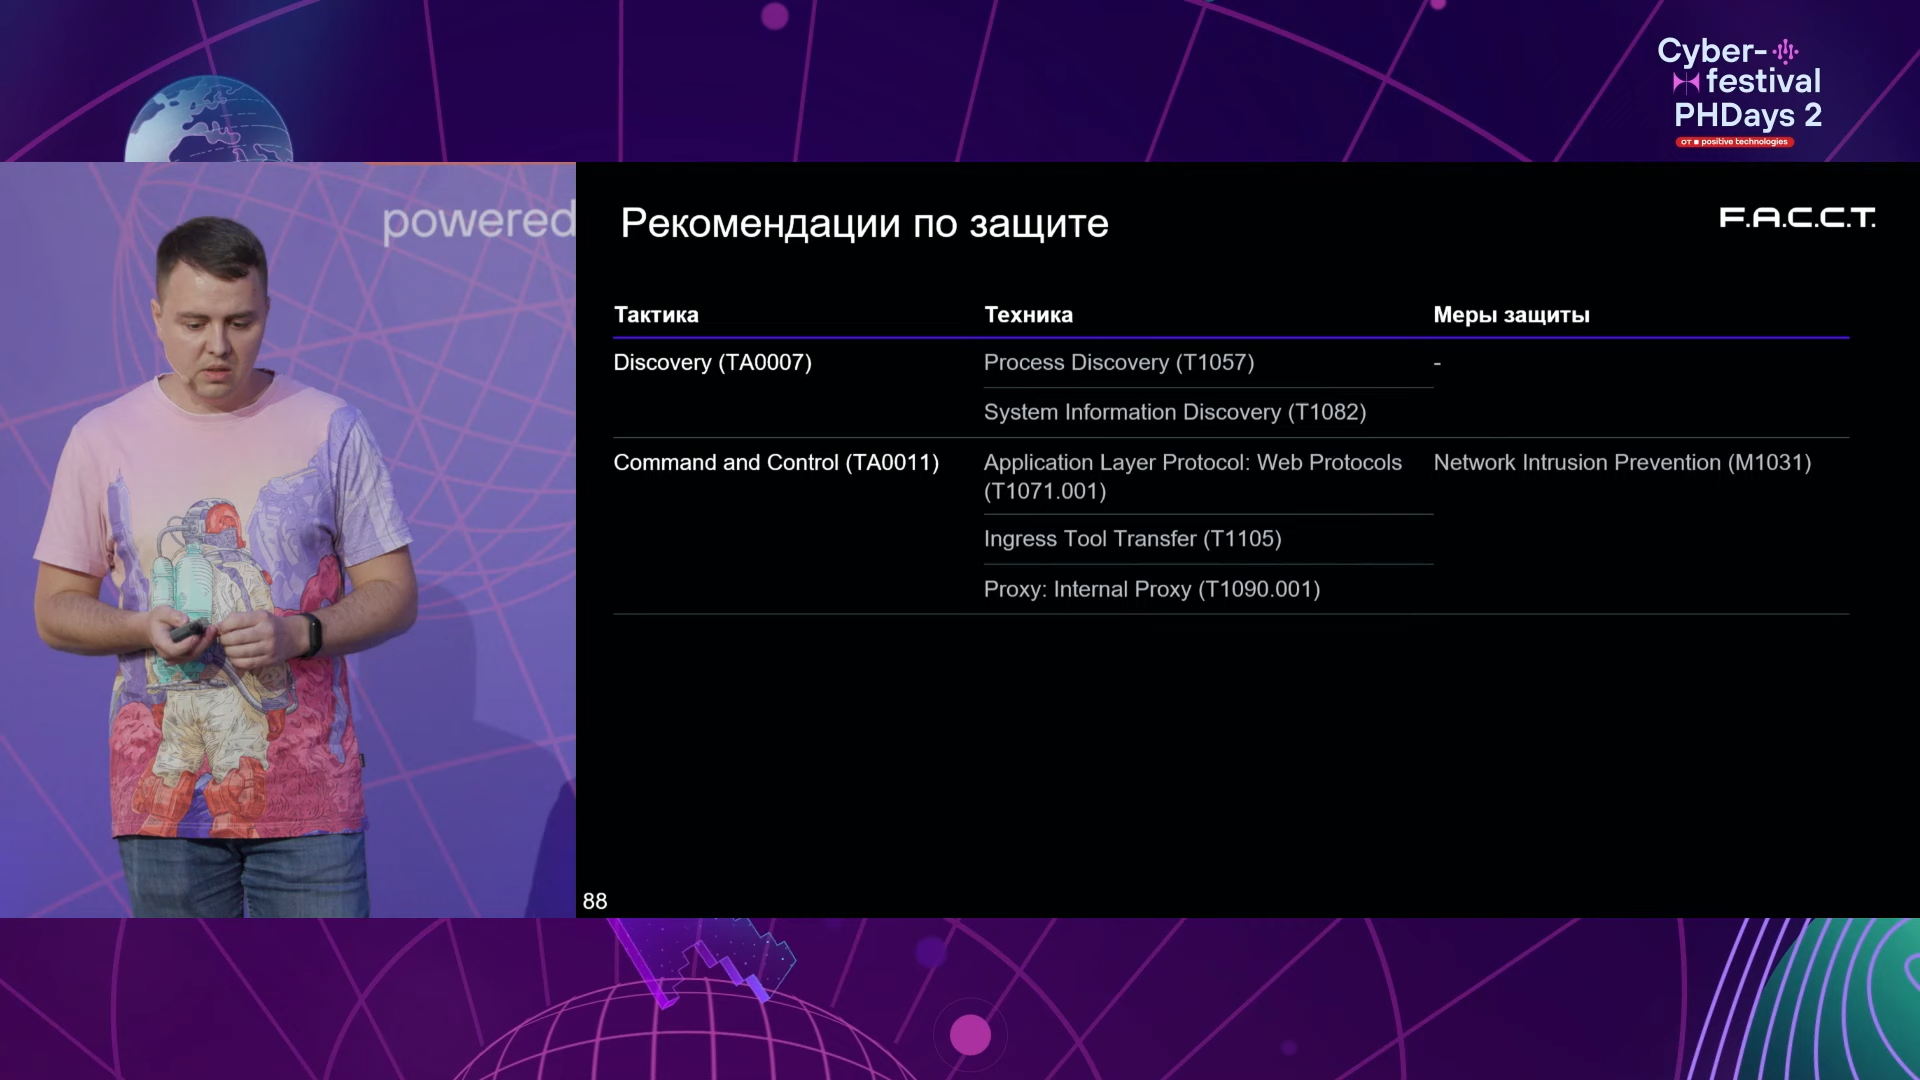 Cyber-
festival
PHDays 2
от positive technologies
powered
Рекомендации по защите
F.A.C.C.T.
Тактика Техника Меры защиты
Discovery (TA0007) Process Discovery (T1057) -
System Information Discovery (T1082)
Command and Control (TA0011) Application Layer Protocol: Web Protocols Network Intrusion Prevention (M1031)
(T1071.001)
Ingress Tool Transfer (T1105)
Proxy: Internal Proxy (T1090.001)
88